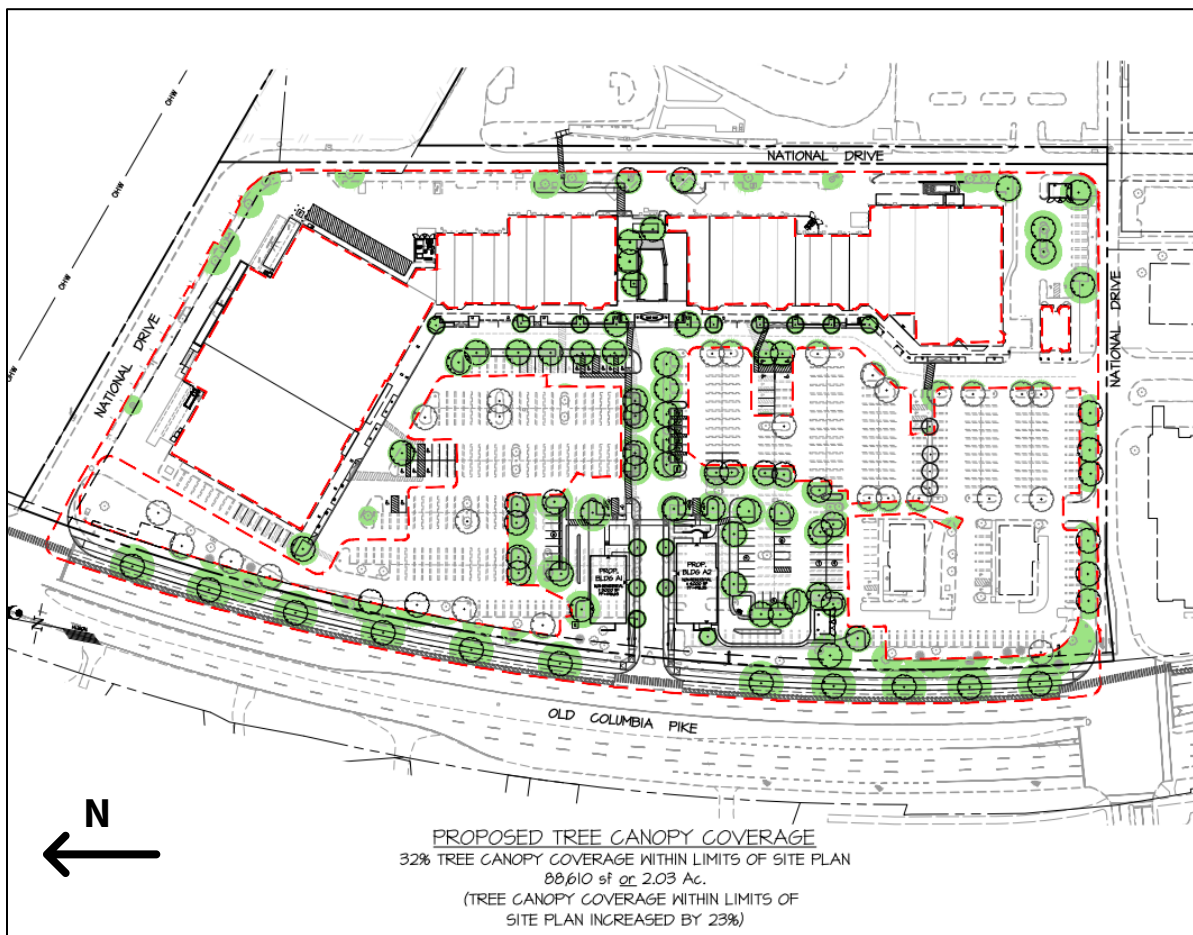 OHW
OHW
OHW
OHW
NATIONAL DRIVE
NATIONAL DRIVE
NATIONAL DRIVE
PROP.
BLDG A1
PROP.
BLDG A2
N
OLD COLUMBIA PIKE
N
PROPOSED TREE CANOPY COVERAGE
32% TREE CANOPY COVERAGE WITHIN LIMITS OF SITE PLAN
88,610 sf or 2.03 Ac.
(TREE CANOPY COVERAGE WITHIN LIMITS OF
SITE PLAN INCREASED BY 23%)